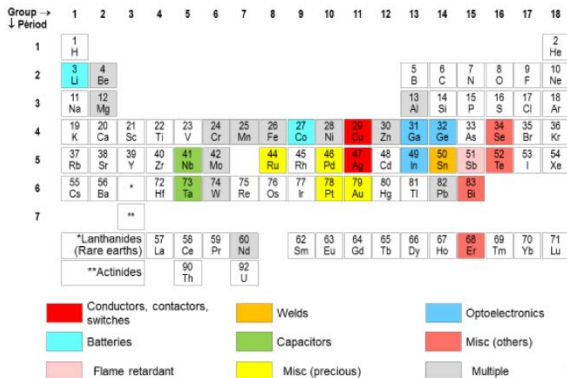 Group → 1 2 3 4 5 6 7 8 9 10 11 12 13 14 15 16 17 18
↓ Périod
1 1 2
H He
2 3 4 5 6 7 8 9 10
Li Be B C N O F Ne
3 11 12 13 14 15 16 17 18
Na Mg Al Si P S Cl Ar
4 19 20 21 22 23 24 25 26 27 28 29 30 31 32 33 34 35 36
K Ca Sc Ti V Cr Mn Fe Co Ni Cu Zn Ga Ge As Se Br Kr
5 37 38 39 40 41 42 44 45 46 47 48 49 50 51 52 53 54
Rb Sr Y Zr Nb Mo Ru Rh Pd Ag Cd In Sn Sb Te I Xe
6 55 56 * 72 73 74 75 76 77 78 79 80 81 82 83
Cs Ba Hf Ta W Re Os Ir Pt Au Hg Tl Pb Bi
7 **
*Lanthanides 57 58 59 60 62 63 64 65 66 67 68 69 70 71
(Rare earths) La Ce Pr Nd Sm Eu Gd Tb Dy Ho Er Tm Yb Lu
**Actinides 90 92
Th U
Conductors, contactors, switches
Welds
Optoelectronics
Batteries
Capacitors
Misc (others)
Flame retardant
Misc (precious)
Multiple